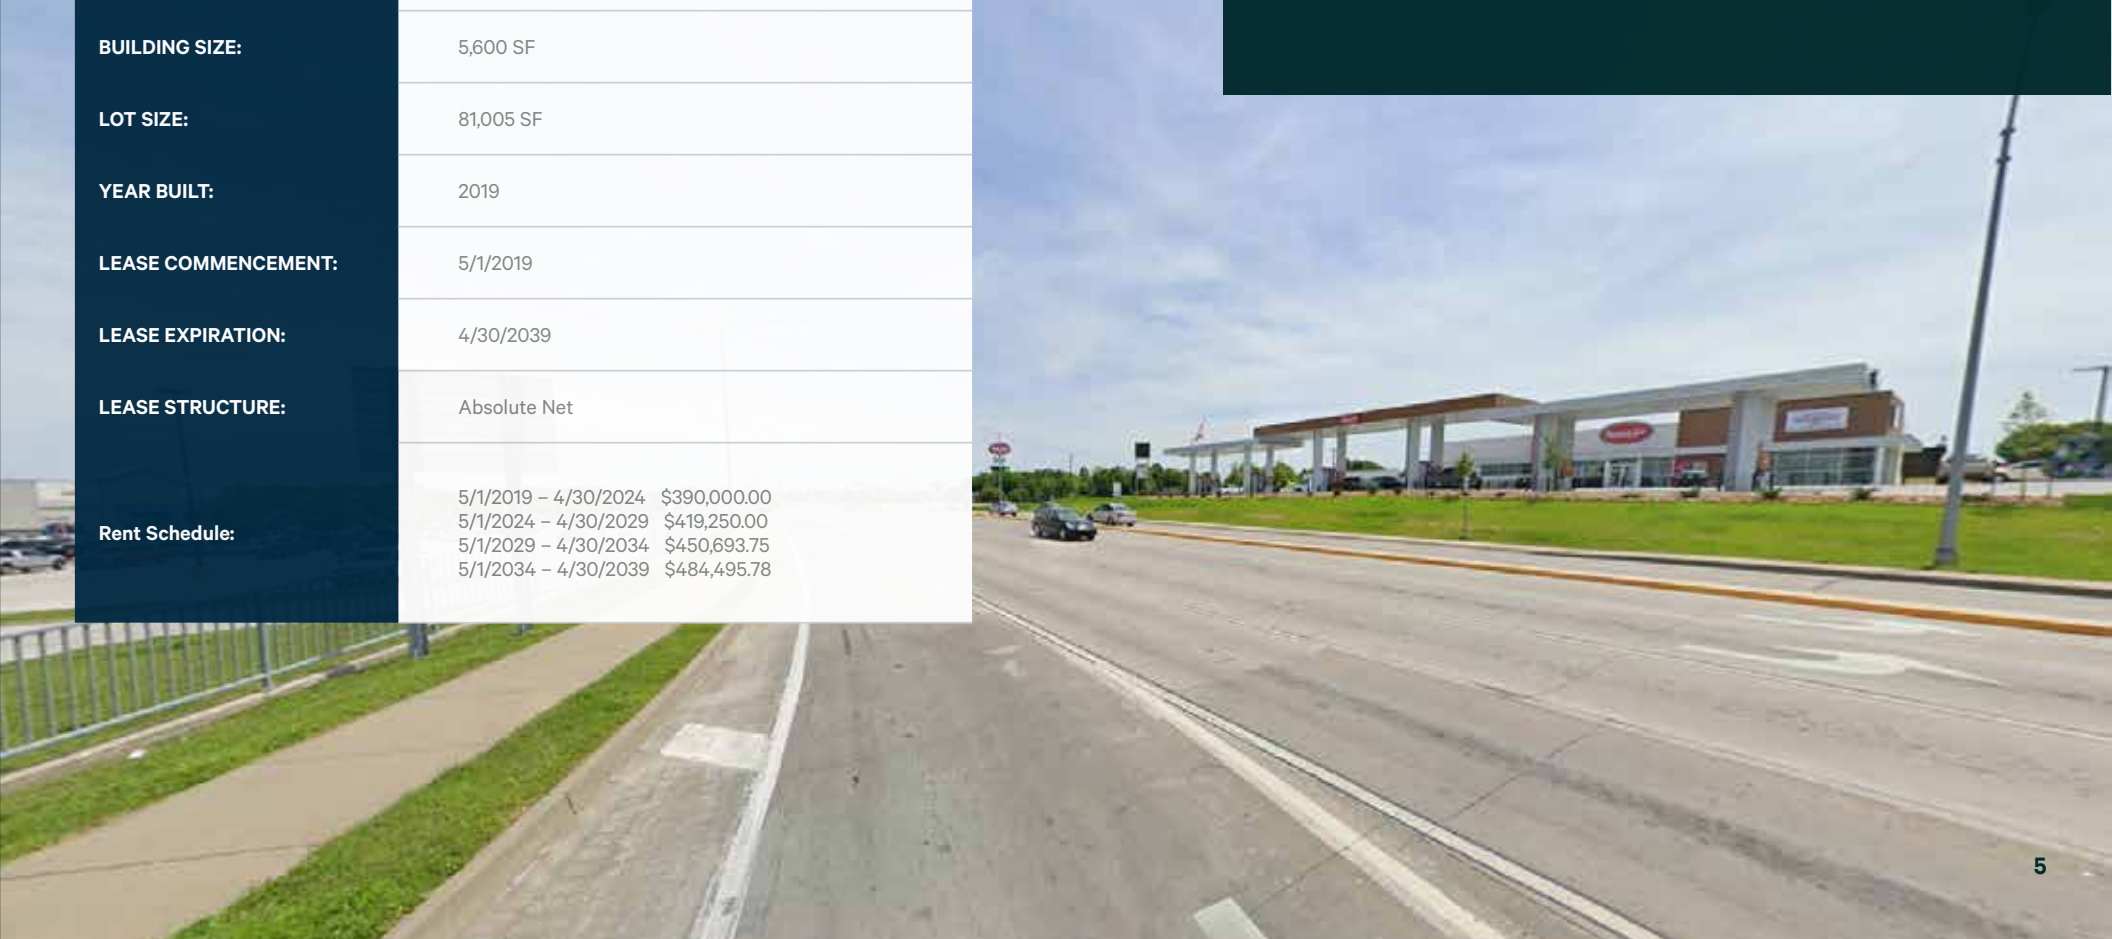 BUILDING SIZE: 5,600 SF
LOT SIZE: 81,005 SF
YEAR BUILT: 2019
LEASE COMMENCEMENT: 5/1/2019
LEASE EXPIRATION: 4/30/2039
LEASE STRUCTURE: Absolute Net
Rent Schedule:
5/1/2019 – 4/30/2024 $390,000.00
5/1/2024 – 4/30/2029 $419,250.00
5/1/2029 – 4/30/2034 $450,693.75
5/1/2034 – 4/30/2039 $484,495.78
5